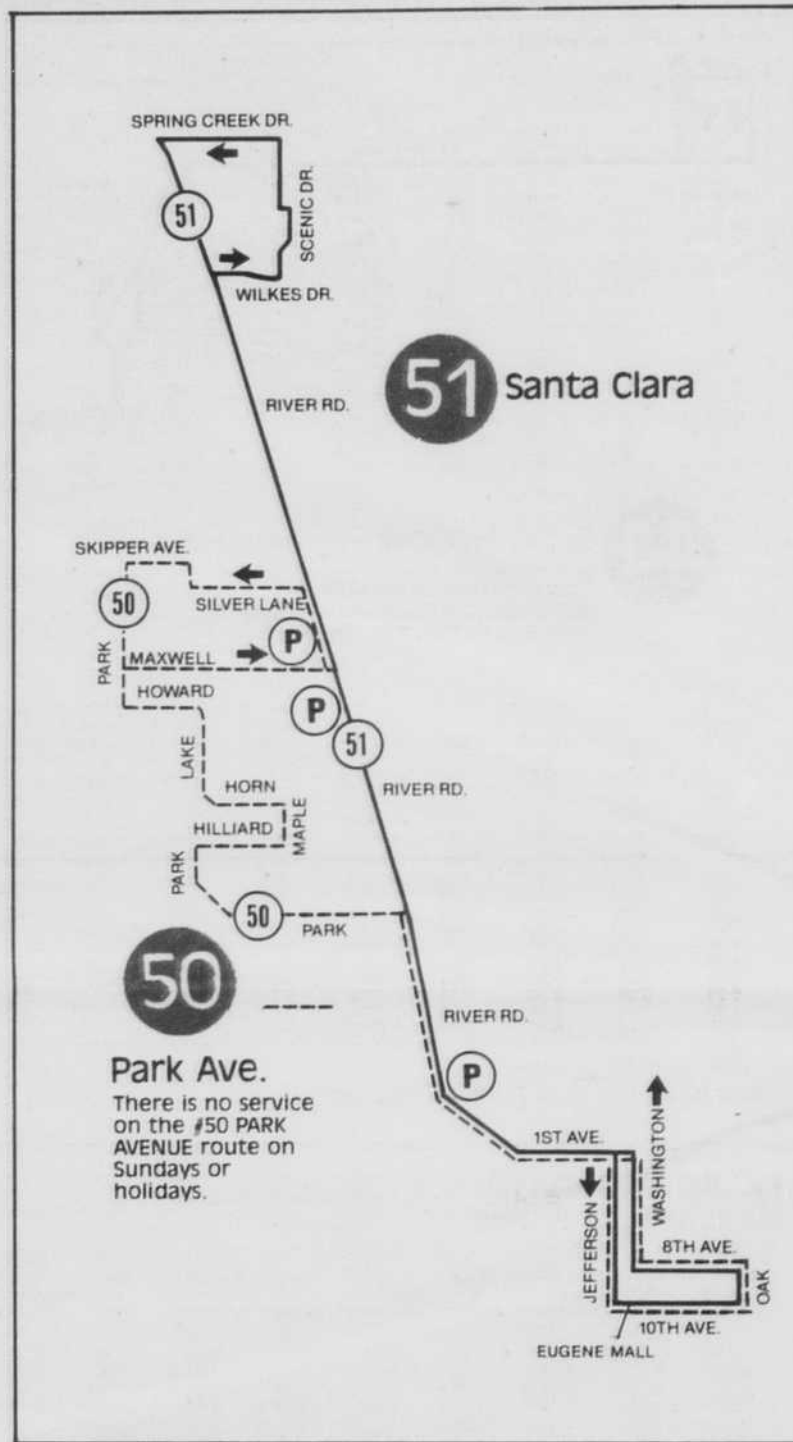 SPRING CREEK DR.
51
SCENIC DR.
WILKES DR.
RIVER RD.
51 Santa Clara
SKIPPER AVE.
50
SILVER LANE
P
PARK
MAXWELL
HOWARD
P
51
LAKE
HORN
RIVER RD.
MAPLE
HILLIARD
PARK
50
PARK
50
RIVER RD.
Park Ave.
There is no service
on the #50 PARK
AVENUE route on
Sundays or
holidays.
P
1ST AVE.
WASHINGTON
JEFFERSON
8TH AVE.
OAK
10TH AVE.
EUGENE MALL